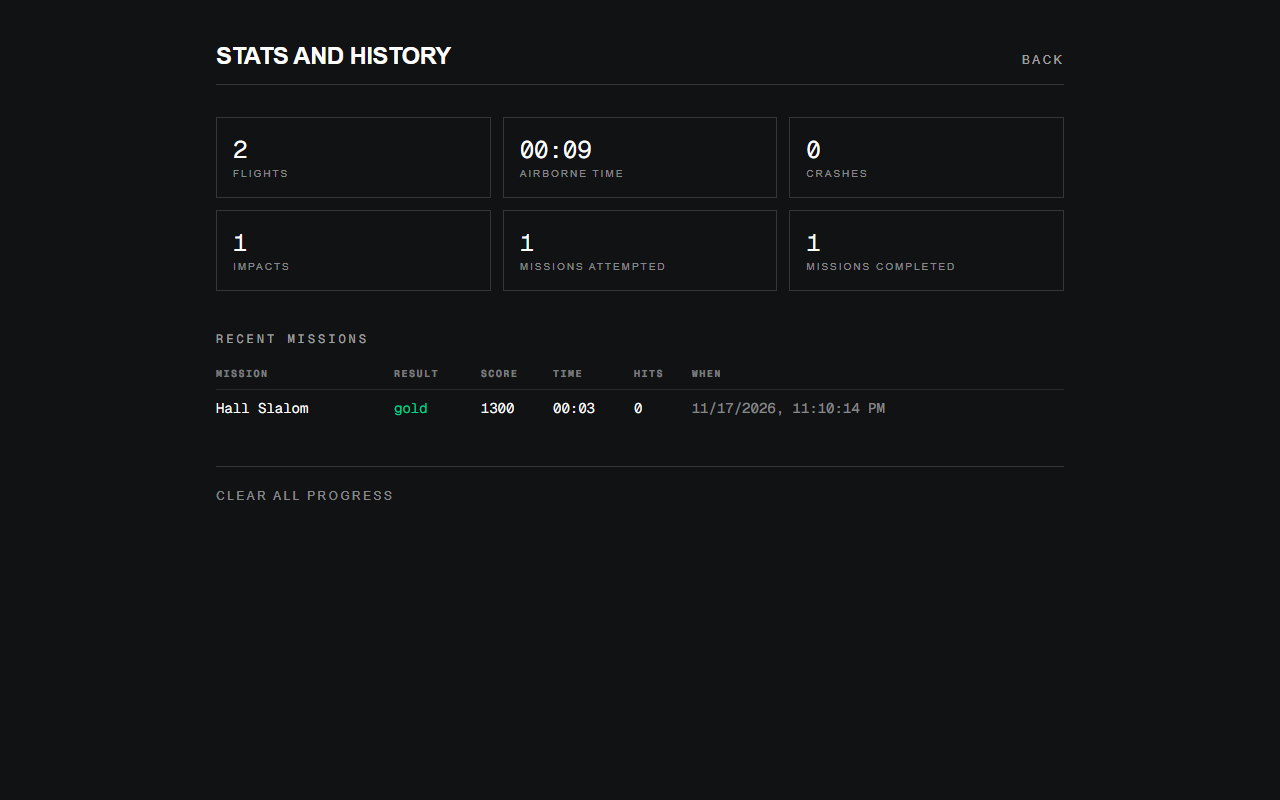 STATS AND HISTORY
BACK
2
FLIGHTS
00:09
AIRBORNE TIME
0
CRASHES
1
IMPACTS
1
MISSIONS ATTEMPTED
1
MISSIONS COMPLETED
RECENT MISSIONS
MISSION RESULT SCORE TIME HITS WHEN
Hall Slalom gold 1300 00:03 0 11/17/2026, 11:10:14 PM
CLEAR ALL PROGRESS